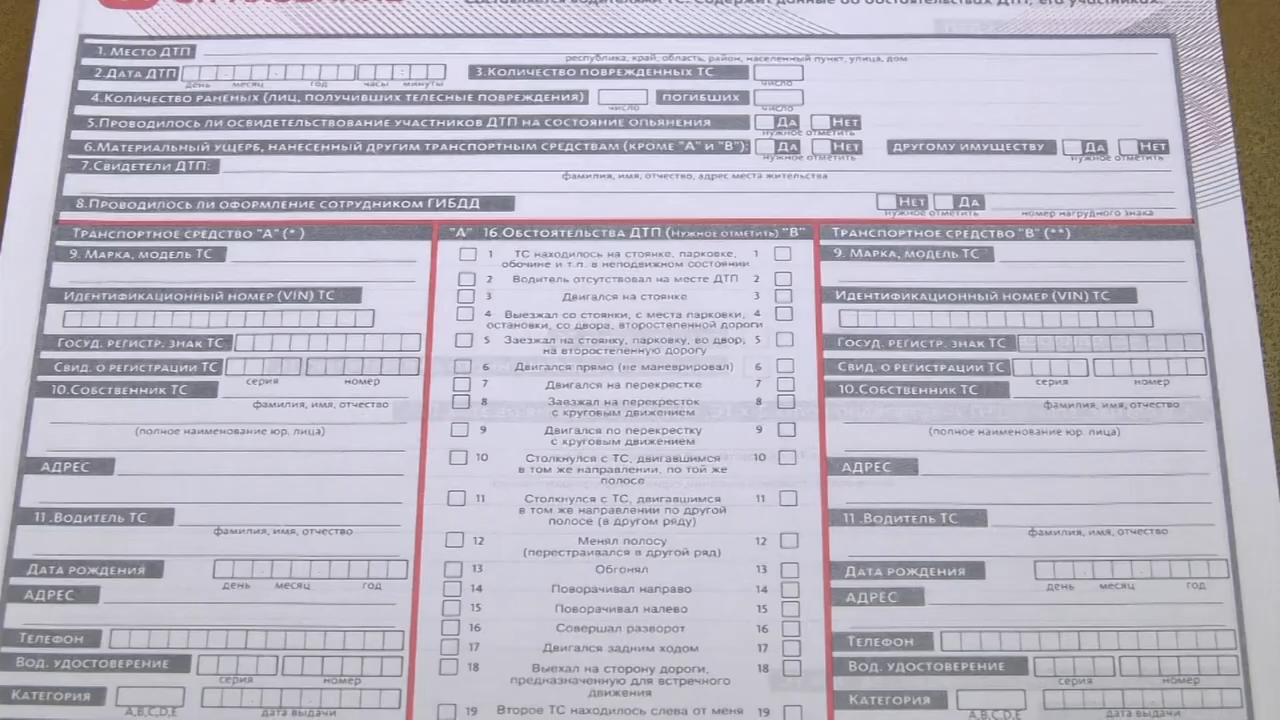 СТРАХОВАНИЕ
Составляется водителями ТС. Содержит данные об обстоятельствах ДТП, его участниках.
1. Место ДТП
республика, край, область, район, населенный пункт, улица, дом
2.Дата ДТП 3.Количество поврежденных ТС
день месяц год часы минуты число
4.Количество раненых (лиц, получивших телесные повреждения) погибших
число число
5.Проводилось ли освидетельствование участников ДТП на состояние опьянения Да Нет
нужное отметить
6.Материальный ущерб, нанесенный другим транспортным средствам (кроме "А" и "В"): Да Нет другому имуществу Да Нет
нужное отметить нужное отметить
7.Свидетели ДТП:
фамилия, имя, отчество, адрес места жительства
8.Проводилось ли оформление сотрудником ГИБДД Нет Да
нужное отметить номер нагрудного знака
Транспортное средство "А" (*)
9. Марка, модель ТС
Идентификационный номер (VIN) ТС
Госуд. регистр. знак ТС
Свид. о регистрации ТС
серия номер
10.Собственник ТС
фамилия, имя, отчество
(полное наименование юр. лица)
Адрес
11.Водитель ТС
фамилия, имя, отчество
Дата рождения
день месяц год
Адрес
Телефон
Вод. удостоверение
серия номер
Категория
A,B,C,D,E дата выдачи
"А" 16.Обстоятельства ДТП (Нужное отметить) "В"
1 ТС находилось на стоянке, парковке, 1
обочине и т.п. в неподвижном состоянии
2 Водитель отсутствовал на месте ДТП 2
3 Двигался на стоянке 3
4 Выезжал со стоянки, с места парковки, 4
остановки, со двора, второстепенной дороги
5 Заезжал на стоянку, парковку, во двор, 5
на второстепенную дорогу
6 Двигался прямо (не маневрировал) 6
7 Двигался на перекрестке 7
8 Заезжал на перекресток 8
с круговым движением
9 Двигался по перекрестку 9
с круговым движением
10 Столкнулся с ТС, двигавшимся 10
в том же направлении, по той же
полосе
11 Столкнулся с ТС, двигавшимся 11
в том же направлении по другой
полосе (в другом ряду)
12 Менял полосу 12
(перестраивался в другой ряд)
13 Обгонял 13
14 Поворачивал направо 14
15 Поворачивал налево 15
16 Совершал разворот 16
17 Двигался задним ходом 17
18 Выехал на сторону дороги, 18
предназначенную для встречного
движения
19 Второе ТС находилось слева от меня 19
Транспортное средство "В" (**)
9. Марка, модель ТС
Идентификационный номер (VIN) ТС
Госуд. регистр. знак ТС
Свид. о регистрации ТС
серия номер
10.Собственник ТС
фамилия, имя, отчество
(полное наименование юр. лица)
Адрес
11.Водитель ТС
фамилия, имя, отчество
Дата рождения
день месяц год
Адрес
Телефон
Вод. удостоверение
серия номер
Категория
A,B,C,D,E дата выдачи